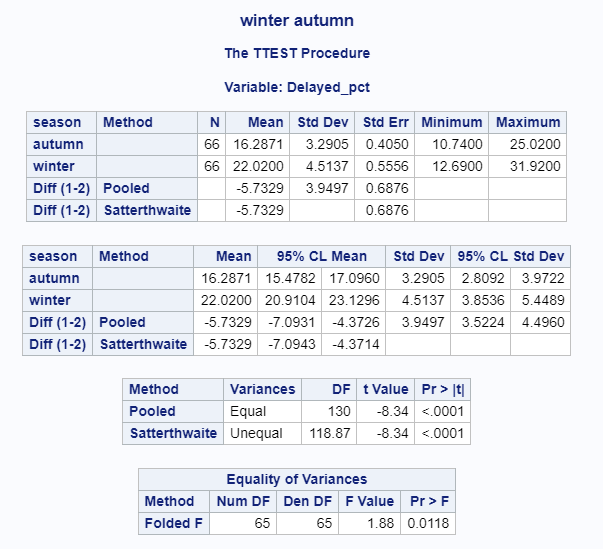 winter autumn
The TTEST Procedure
Variable: Delayed_pct
season Method N Mean Std Dev Std Err Minimum Maximum
autumn 66 16.2871 3.2905 0.4050 10.7400 25.0200
winter 66 22.0200 4.5137 0.5556 12.6900 31.9200
Diff (1-2) Pooled -5.7329 3.9497 0.6876
Diff (1-2) Satterthwaite -5.7329 0.6876
season Method Mean 95% CL Mean Std Dev 95% CL Std Dev
autumn 16.2871 15.4782 17.0960 3.2905 2.8092 3.9722
winter 22.0200 20.9104 23.1296 4.5137 3.8536 5.4489
Diff (1-2) Pooled -5.7329 -7.0931 -4.3726 3.9497 3.5224 4.4960
Diff (1-2) Satterthwaite -5.7329 -7.0943 -4.3714
Method Variances DF t Value Pr > |t|
Pooled Equal 130 -8.34 <.0001
Satterthwaite Unequal 118.87 -8.34 <.0001
Equality of Variances
Method Num DF Den DF F Value Pr > F
Folded F 65 65 1.88 0.0118